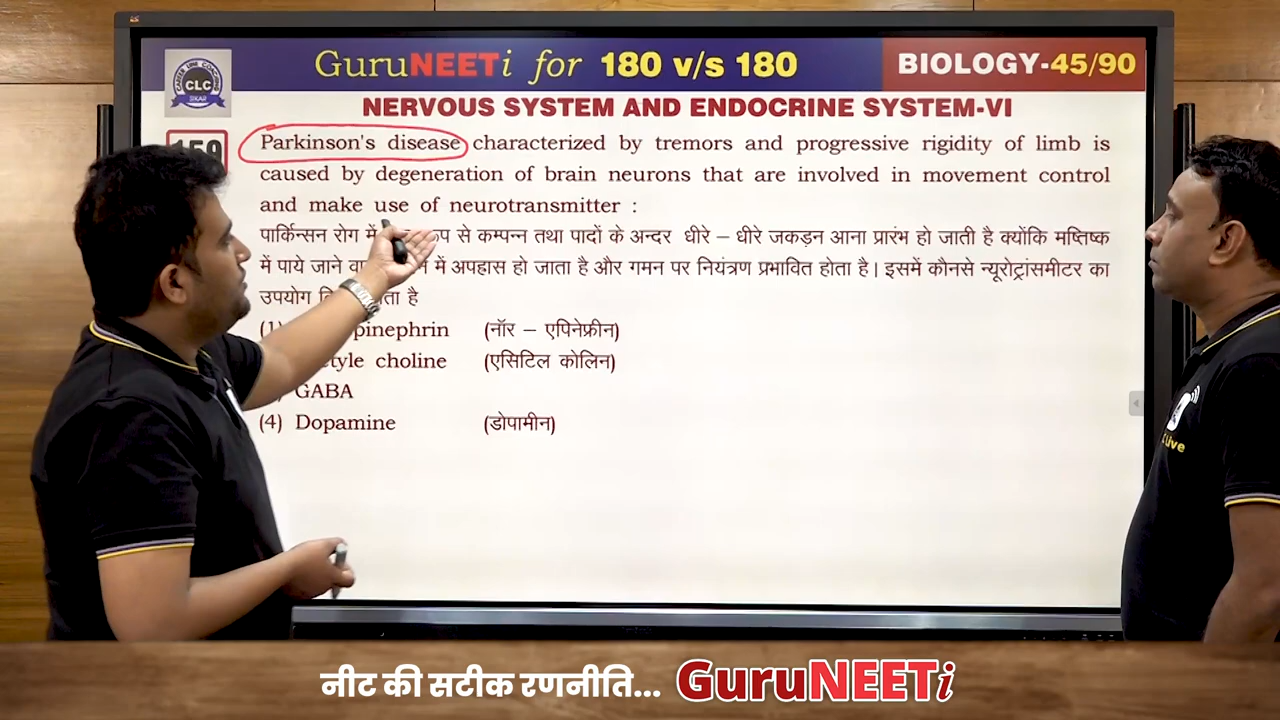 GuruNEETi for 180 v/s 180
BIOLOGY-45/90
CLC
NERVOUS SYSTEM AND ENDOCRINE SYSTEM-VI
Parkinson's disease characterized by tremors and progressive rigidity of limb is
caused by degeneration of brain neurons that are involved in movement control
and make use of neurotransmitter :
पार्किन्सन रोग में से कम्पन्न तथा पादों के अन्दर धीरे – धीरे जकड़न आना प्रारंभ हो जाती है क्योंकि मष्तिष्क
में पाये जाने में अपह्रास हो जाता है और गमन पर नियंत्रण प्रभावित होता है। इसमें कौनसे न्यूरोट्रांसमीटर का
उपयोग है
(नॉर – एपिनेफ्रीन)
choline (एसिटिल कोलिन)
GABA
(4) Dopamine (डोपामीन)
Live
नीट की सटीक रणनीति... GuruNEETi